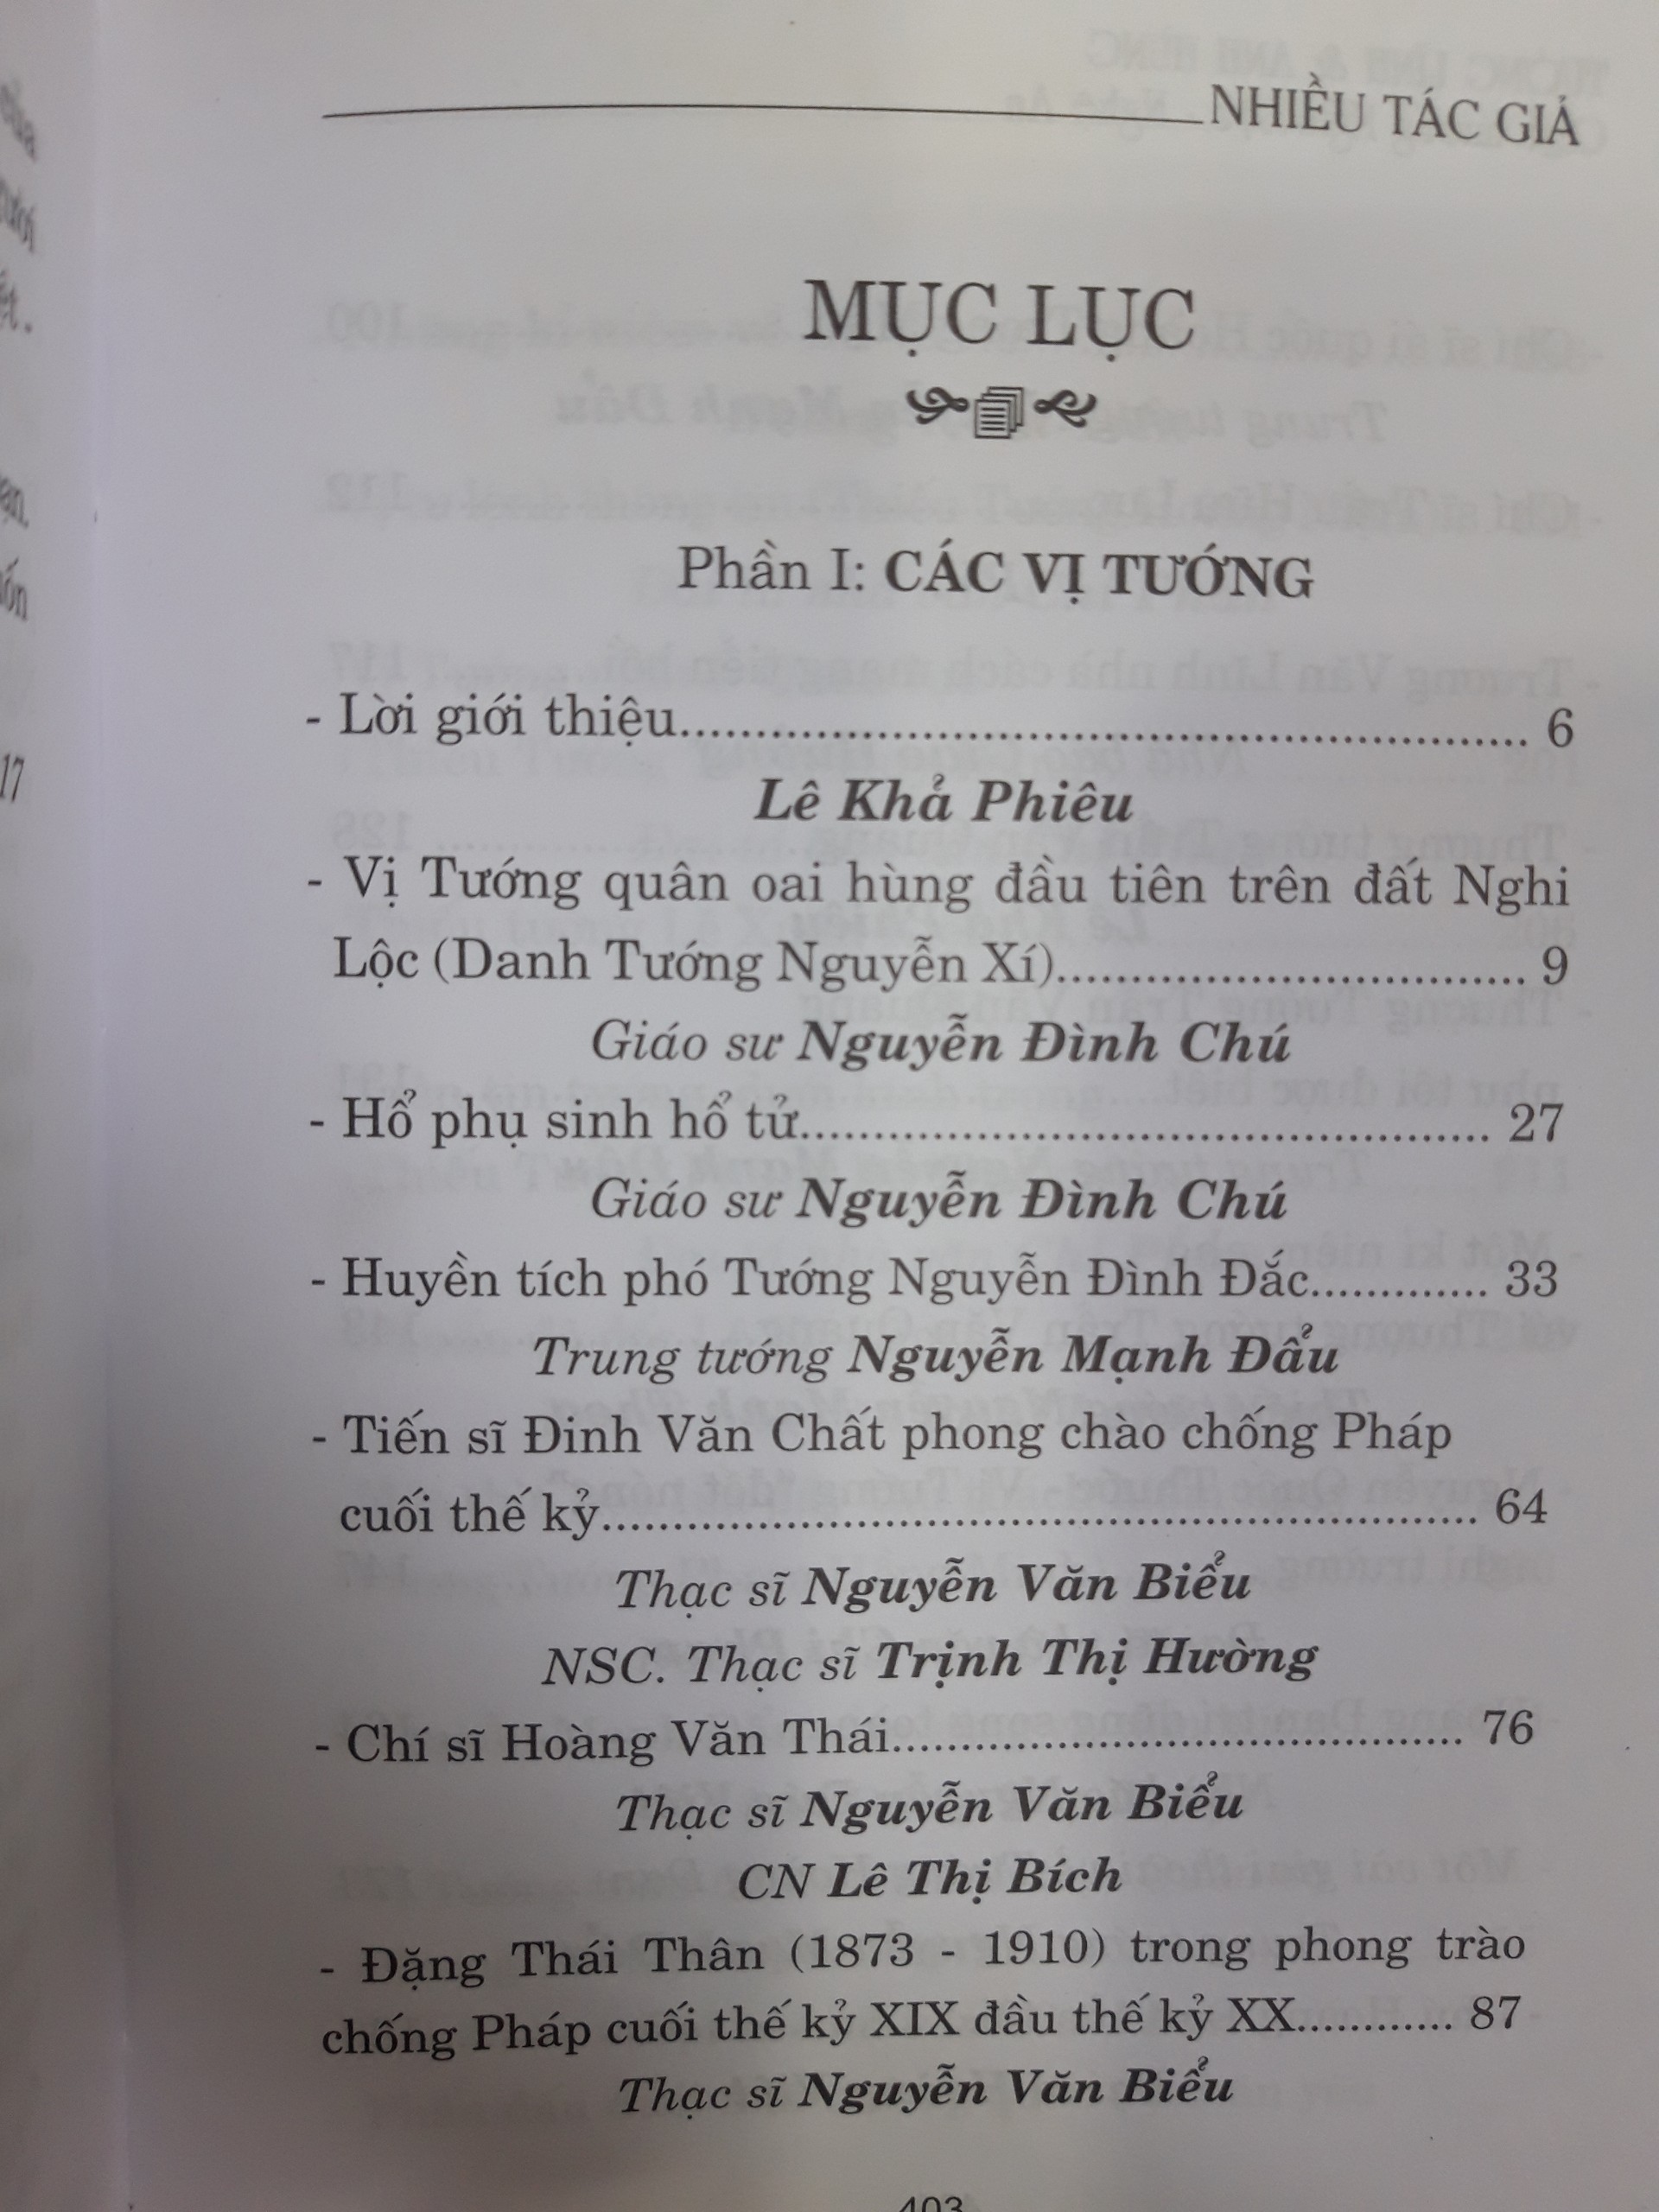 NHIỀU TÁC GIẢ
MỤC LỤC
Phần I: CÁC VỊ TƯỚNG
- Lời giới thiệu............................................................ 6
Lê Khả Phiêu
- Vị Tướng quân oai hùng đầu tiên trên đất Nghi
Lộc (Danh Tướng Nguyễn Xí).................................. 9
Giáo sư Nguyễn Đình Chú
- Hổ phụ sinh hổ tử.................................................. 27
Giáo sư Nguyễn Đình Chú
- Huyền tích phó Tướng Nguyễn Đình Đắc............. 33
Trung tướng Nguyễn Mạnh Đẩu
- Tiến sĩ Đinh Văn Chất phong chào chống Pháp
cuối thế kỷ................................................................ 64
Thạc sĩ Nguyễn Văn Biểu
NSC. Thạc sĩ Trịnh Thị Hường
- Chí sĩ Hoàng Văn Thái.......................................... 76
Thạc sĩ Nguyễn Văn Biểu
CN Lê Thị Bích
- Đặng Thái Thân (1873 - 1910) trong phong trào
chống Pháp cuối thế kỷ XIX đầu thế kỷ XX............ 87
Thạc sĩ Nguyễn Văn Biểu
403